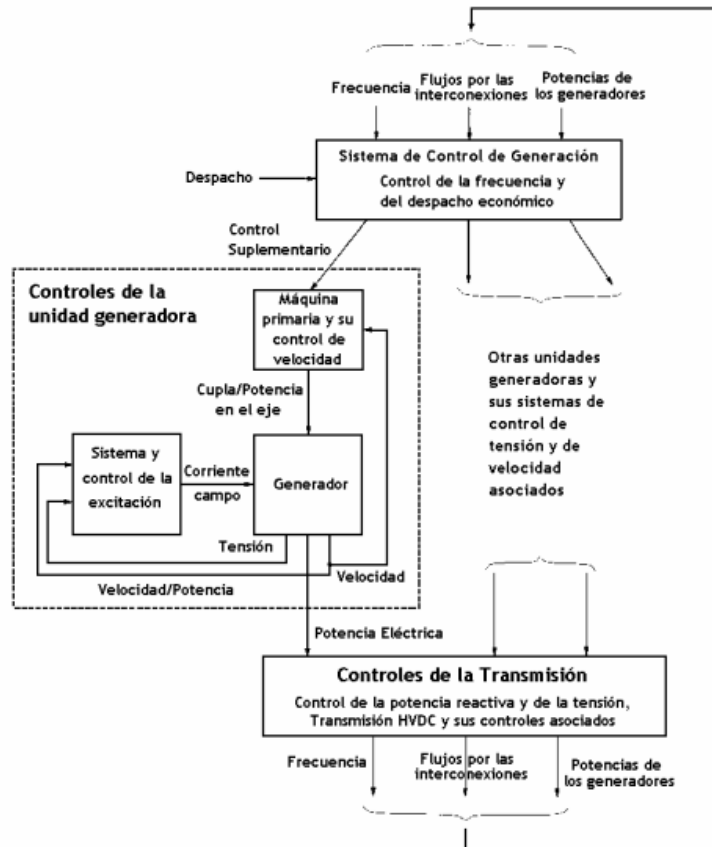 Frecuencia
Flujos por las
interconexiones
Potencias de
los generadores
Sistema de Control de Generación
Control de la frecuencia y
del despacho económico
Despacho
Control
Suplementario
Controles de la
unidad generadora
Máquina
primaria y su
control de
velocidad
Otras unidades
generadoras y
sus sistemas de
control de
tensión y de
velocidad
asociados
Cupla/Potencia
en el eje
Sistema y
control de la
excitación
Corriente
campo
Generador
Tensión
Velocidad
Velocidad/Potencia
Potencia Eléctrica
Controles de la Transmisión
Control de la potencia reactiva y de la tensión,
Transmisión HVDC y sus controles asociados
Frecuencia
Flujos por las
interconexiones
Potencias de
los generadores